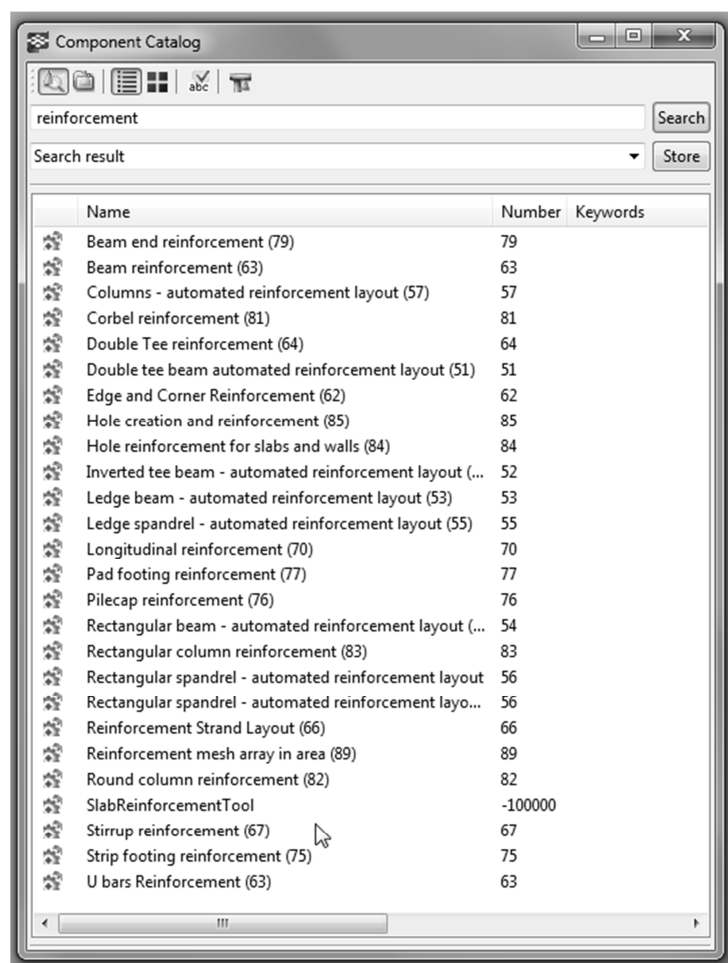 Component Catalog
abc
reinforcement
Search
Search result
Store
Name Number Keywords
Beam end reinforcement (79) 79
Beam reinforcement (63) 63
Columns - automated reinforcement layout (57) 57
Corbel reinforcement (81) 81
Double Tee reinforcement (64) 64
Double tee beam automated reinforcement layout (51) 51
Edge and Corner Reinforcement (62) 62
Hole creation and reinforcement (85) 85
Hole reinforcement for slabs and walls (84) 84
Inverted tee beam - automated reinforcement layout (... 52
Ledge beam - automated reinforcement layout (53) 53
Ledge spandrel - automated reinforcement layout (55) 55
Longitudinal reinforcement (70) 70
Pad footing reinforcement (77) 77
Pilecap reinforcement (76) 76
Rectangular beam - automated reinforcement layout (... 54
Rectangular column reinforcement (83) 83
Rectangular spandrel - automated reinforcement layout 56
Rectangular spandrel - automated reinforcement layo... 56
Reinforcement Strand Layout (66) 66
Reinforcement mesh array in area (89) 89
Round column reinforcement (82) 82
SlabReinforcementTool -100000
Stirrup reinforcement (67) 67
Strip footing reinforcement (75) 75
U bars Reinforcement (63) 63